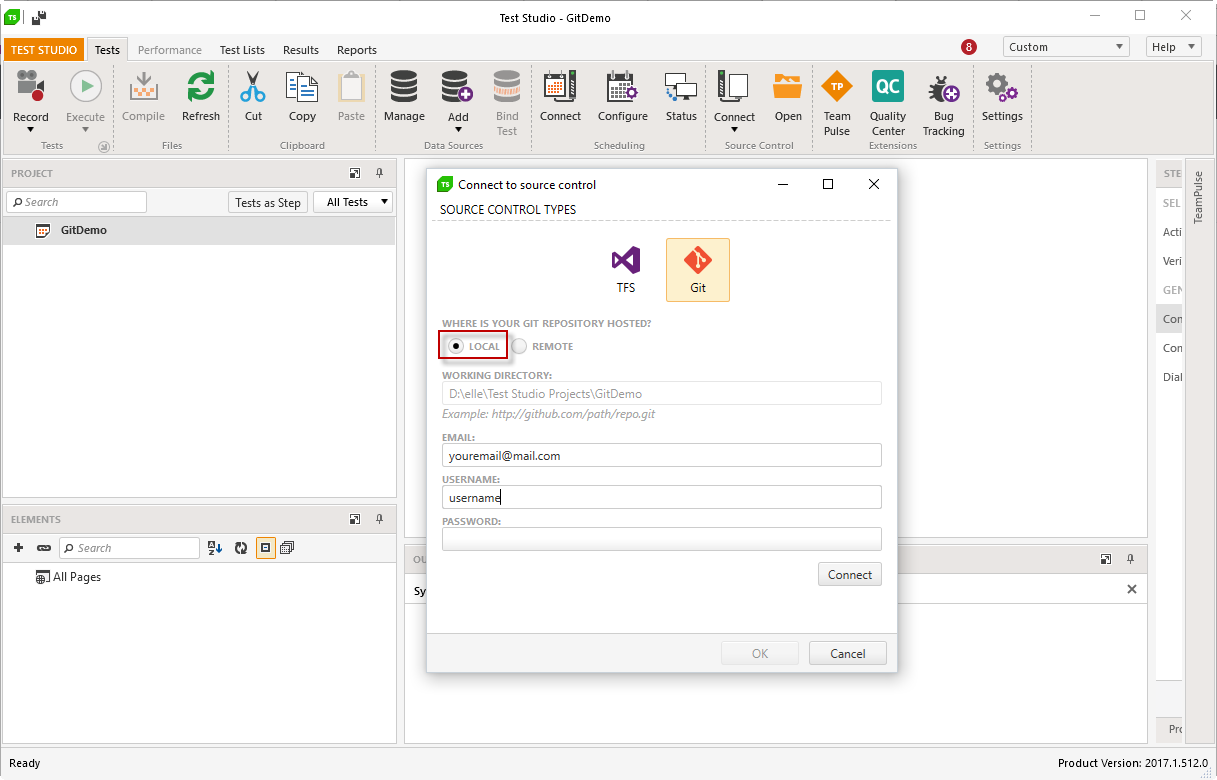 TS
Test Studio - GitDemo
TEST STUDIO Tests Performance Test Lists Results Reports 8 Custom Help
Record Execute Compile Refresh Cut Copy Paste Manage Add Bind Test Connect Configure Status Connect Open TP Team Pulse QC Quality Center Bug Tracking Settings
Tests Files Clipboard Data Sources Scheduling Source Control Extensions Settings
PROJECT
Search Tests as Step All Tests
GitDemo
ELEMENTS
Search
All Pages
TS Connect to source control
SOURCE CONTROL TYPES
TFS Git
WHERE IS YOUR GIT REPOSITORY HOSTED?
LOCAL REMOTE
WORKING DIRECTORY:
D:\elle\Test Studio Projects\GitDemo
Example: http://github.com/path/repo.git
EMAIL:
youremail@mail.com
USERNAME:
username
PASSWORD:
Connect
OK Cancel
OU
Sy
STE
SEL
Acti
Veri
GEN
Con
Con
Dial
Pro
TeamPulse
Ready
Product Version: 2017.1.512.0